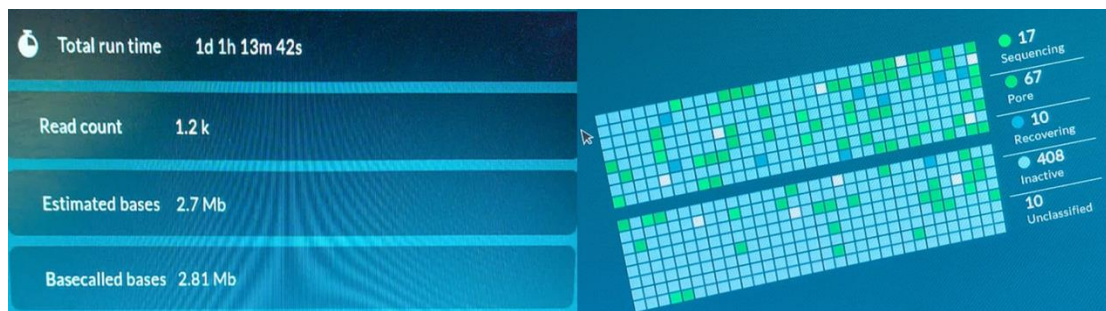 Total run time 1d 1h 13m 42s
Read count 1.2 k
Estimated bases 2.7 Mb
Basecalled bases 2.81 Mb
17
Sequencing
67
Pore
10
Recovering
408
Inactive
10
Unclassified